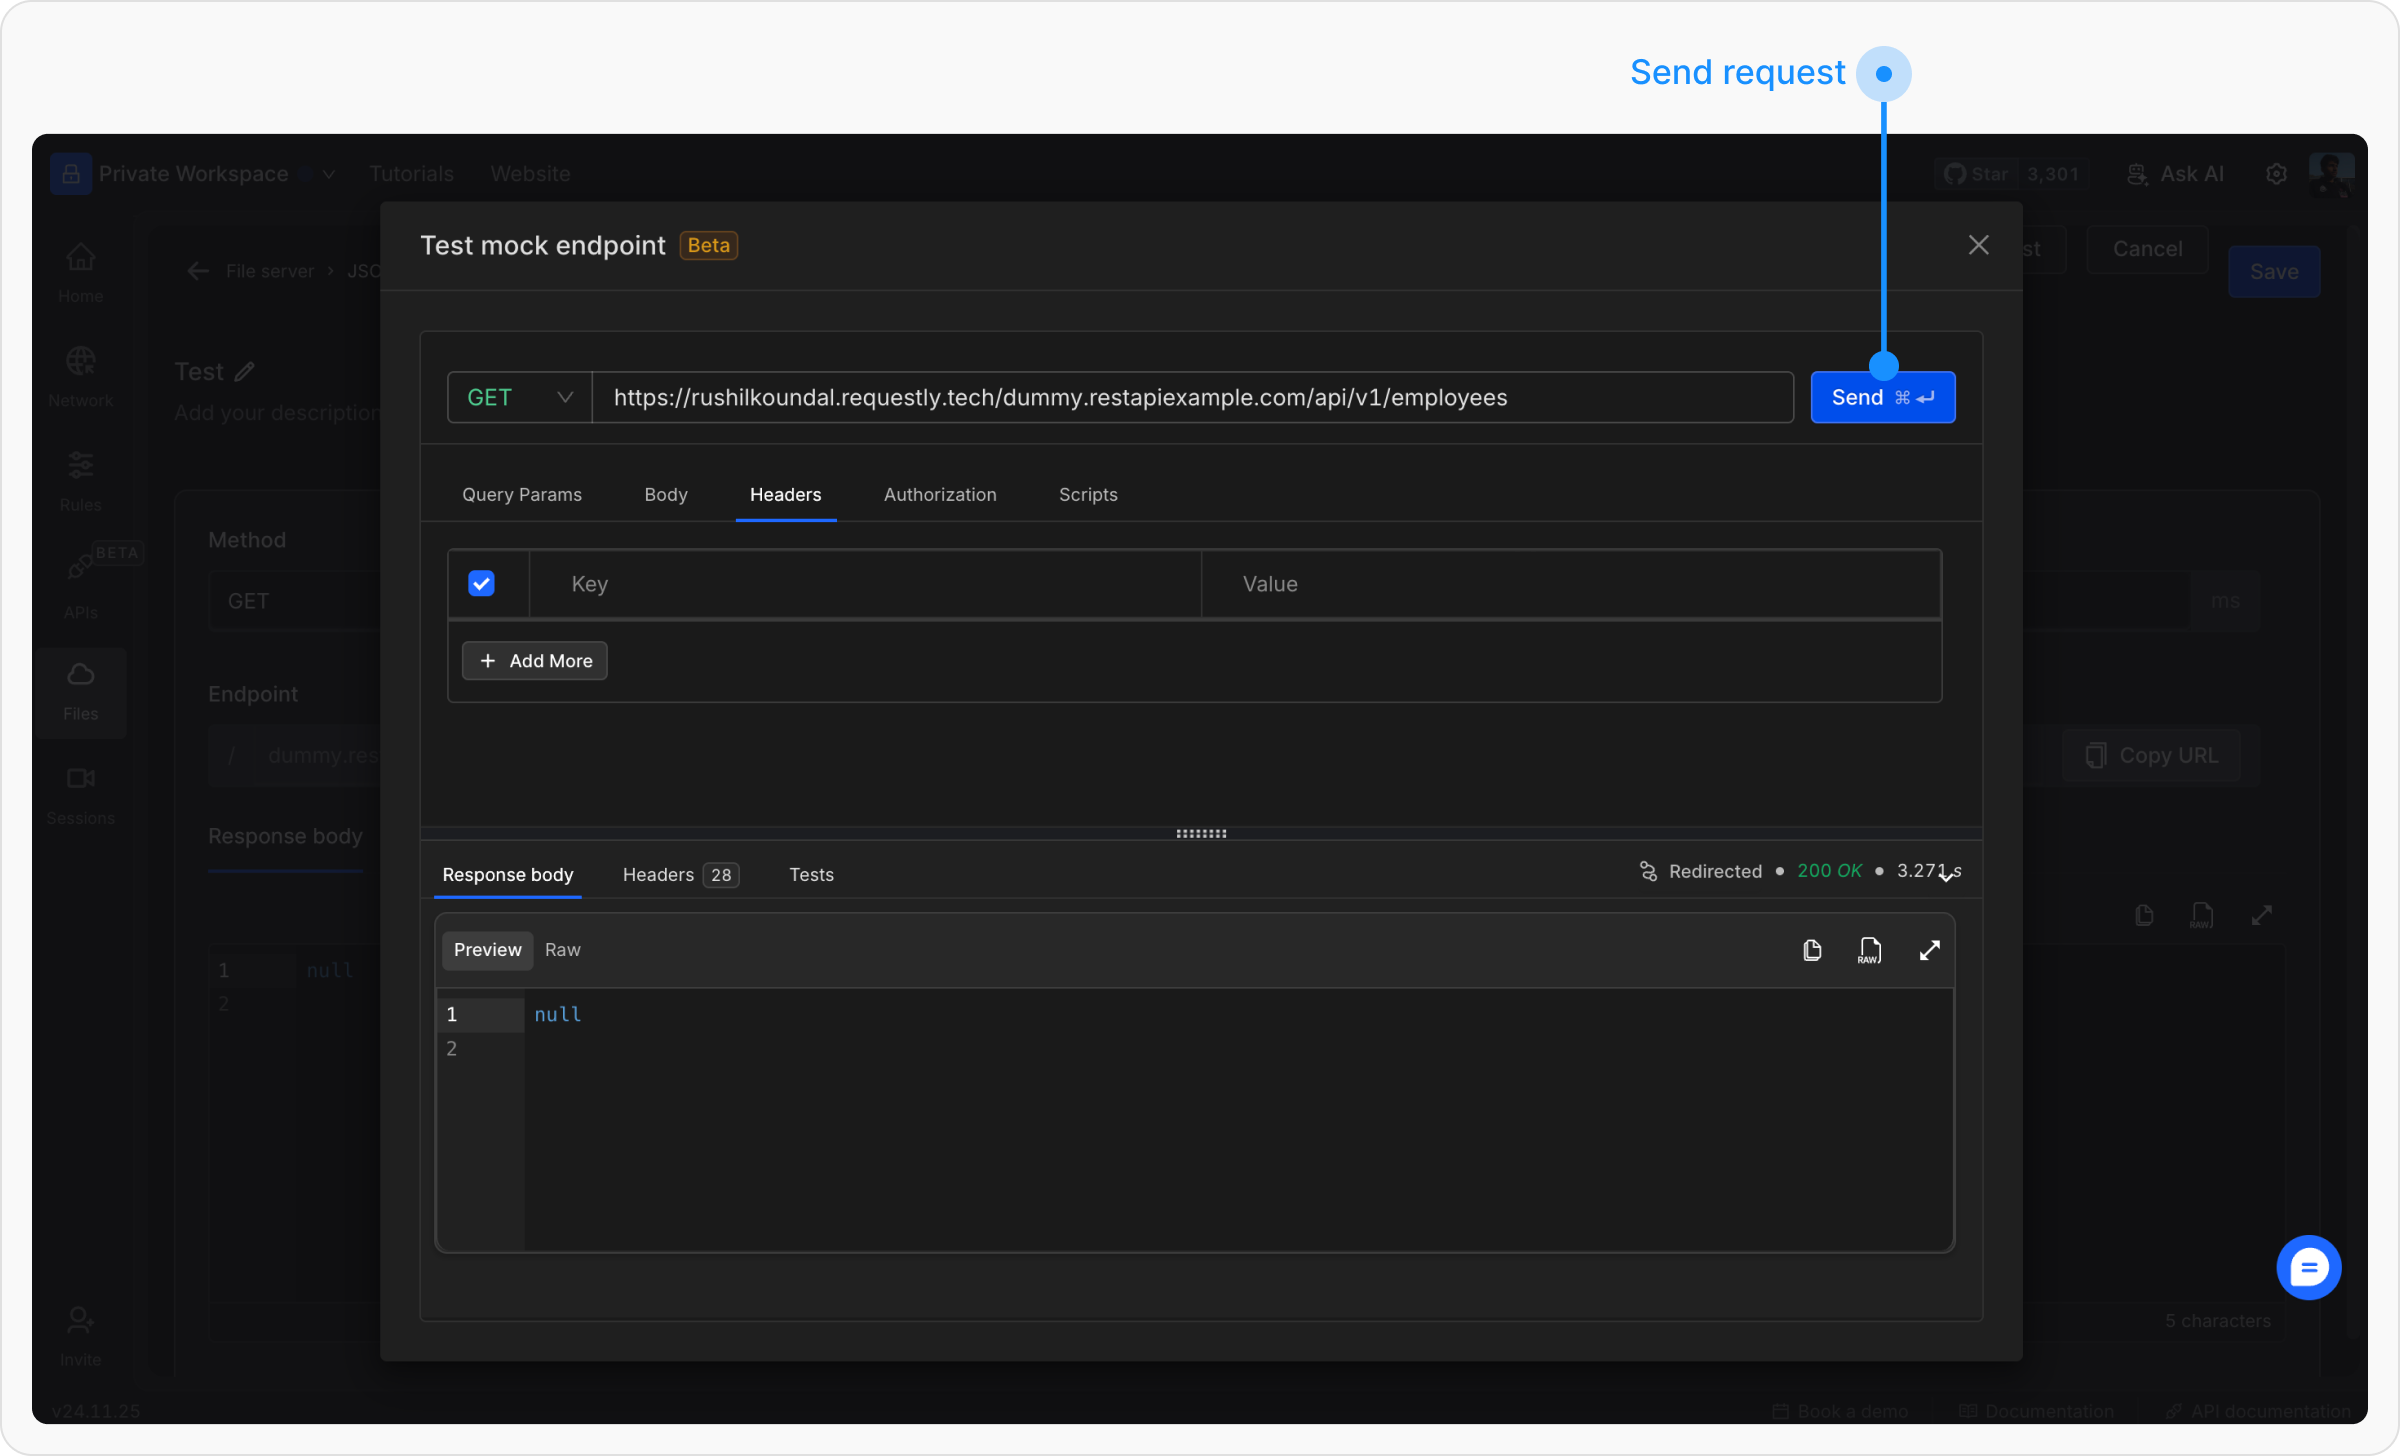 Send request
Private Workspace
Tutorials
Website
Star 3,301
Ask AI
Test mock endpoint Beta
File server › JSO
st
Cancel
Save
Home
Network
Rules
BETA
APIs
Files
Sessions
Invite
Test
Add your description
Method
GET
ms
Endpoint
/ dummy.res
Copy URL
Response body
1 null
2
5 characters
GET https://rushilkoundal.requestly.tech/dummy.restapiexample.com/api/v1/employees Send ⌘
Query Params Body Headers Authorization Scripts
Key Value
+ Add More
Response body Headers 28 Tests
Redirected • 200 OK • 3.271 s
Preview Raw
RAW
RAW
1 null
2
v24.11.25
Book a demo
Documentation
API documentation